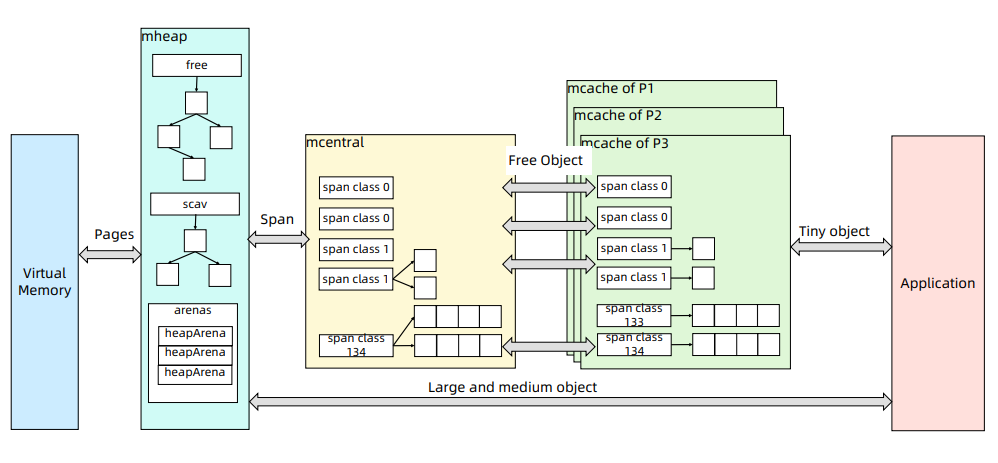 mheap
free
scav
arenas
heapArena
heapArena
heapArena
Virtual
Memory
Pages
Span
mcentral
span class 0
span class 0
span class 1
span class 1
span class
134
Free Object
mcache of P1
mcache of P2
mcache of P3
span class 0
span class 0
span class 1
span class 1
span class
133
span class
134
Tiny object
Application
Large and medium object